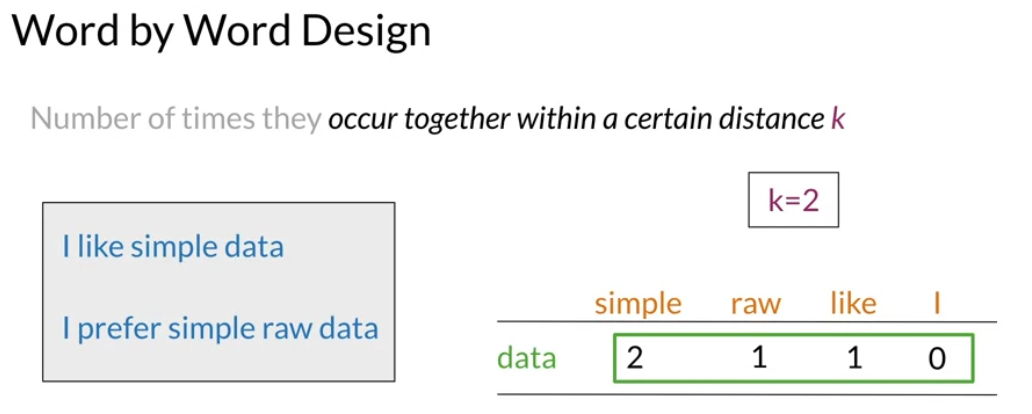 Word by Word Design
Number of times they occur together within a certain distance k
k=2
I like simple data
I prefer simple raw data
simple raw like I
data 2 1 1 0